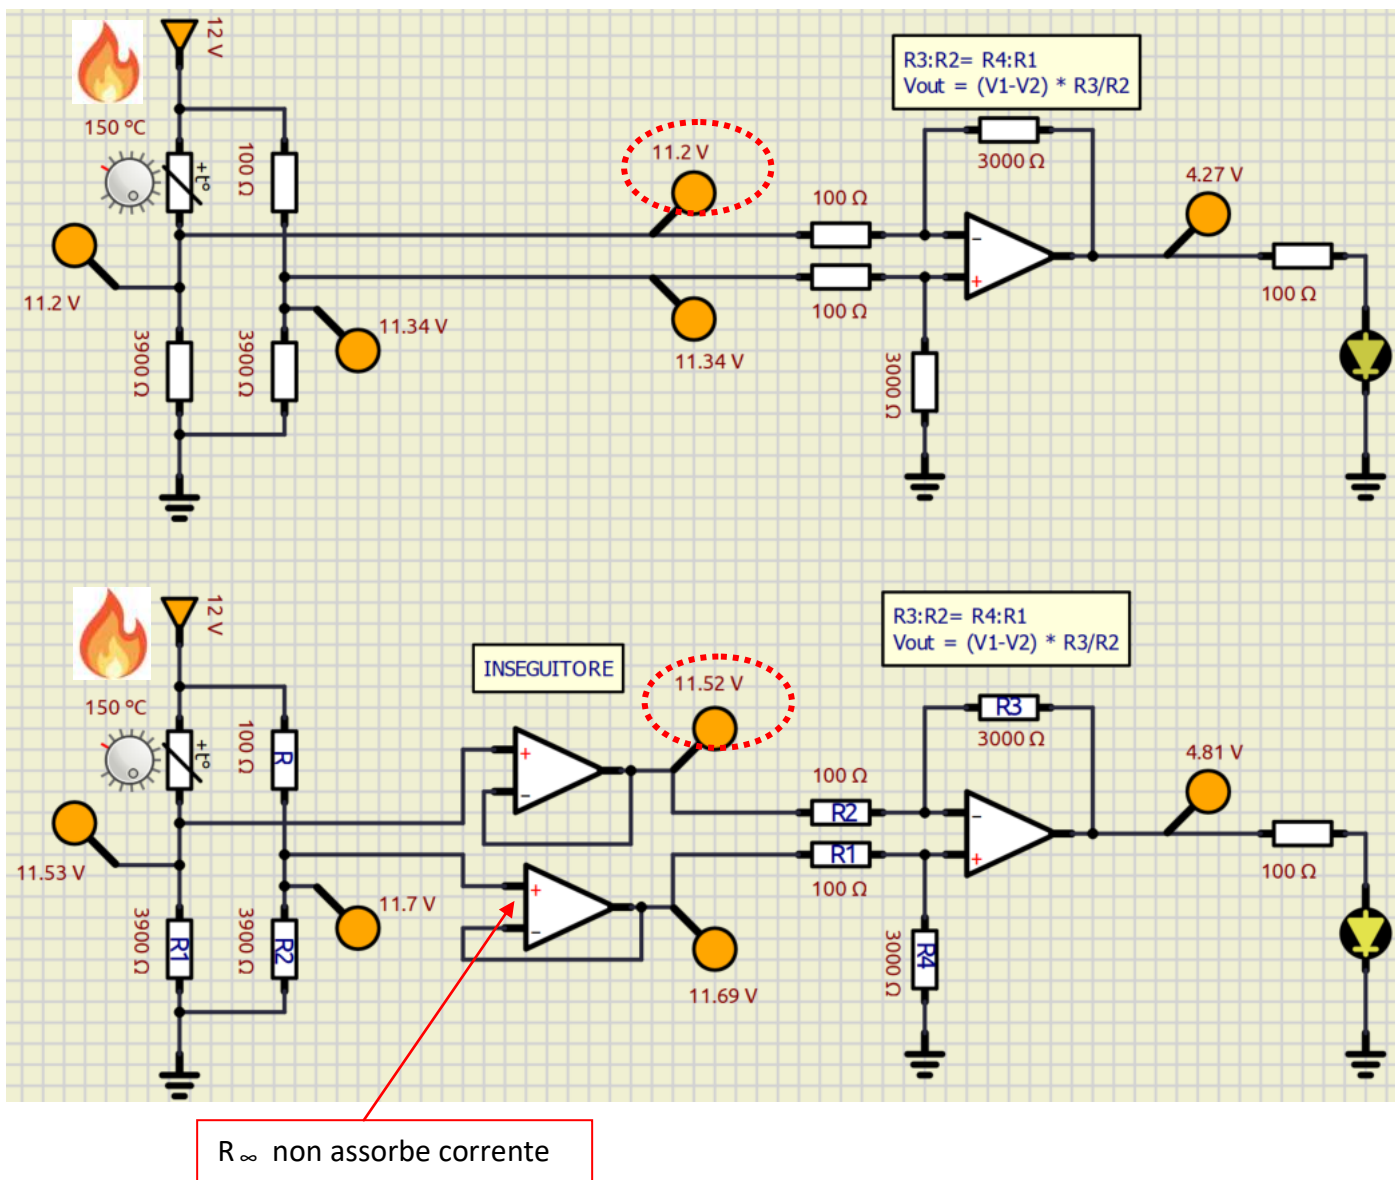 12 V
R3:R2= R4:R1
Vout = (V1-V2) * R3/R2
150 °C
+t°
100 Ω
11.2 V
3000 Ω
4.27 V
100 Ω
-
+
100 Ω
100 Ω
11.2 V
11.34 V
11.34 V
3900 Ω
3900 Ω
3000 Ω
12 V
R3:R2= R4:R1
Vout = (V1-V2) * R3/R2
INSEGUITORE
11.52 V
150 °C
+t°
100 Ω
R
R3
3000 Ω
4.81 V
+
-
100 Ω
R2
-
R1
+
100 Ω
100 Ω
11.53 V
+
-
11.7 V
3900 Ω
R1
3900 Ω
R2
3000 Ω
R4
11.69 V
R ∞ non assorbe corrente